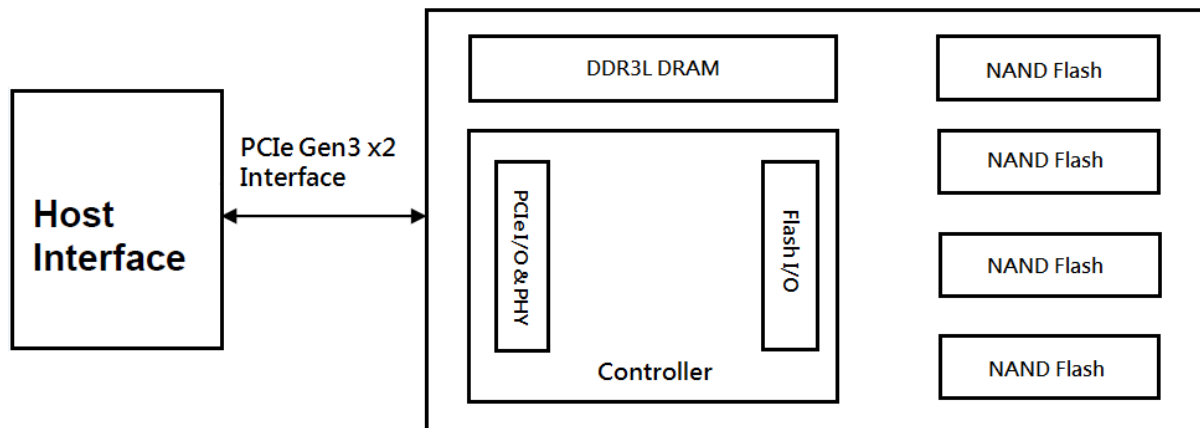 Host
Interface
PCIe Gen3 x2
Interface
DDR3L DRAM
PCIe I/O & PHY
Flash I/O
Controller
NAND Flash
NAND Flash
NAND Flash
NAND Flash